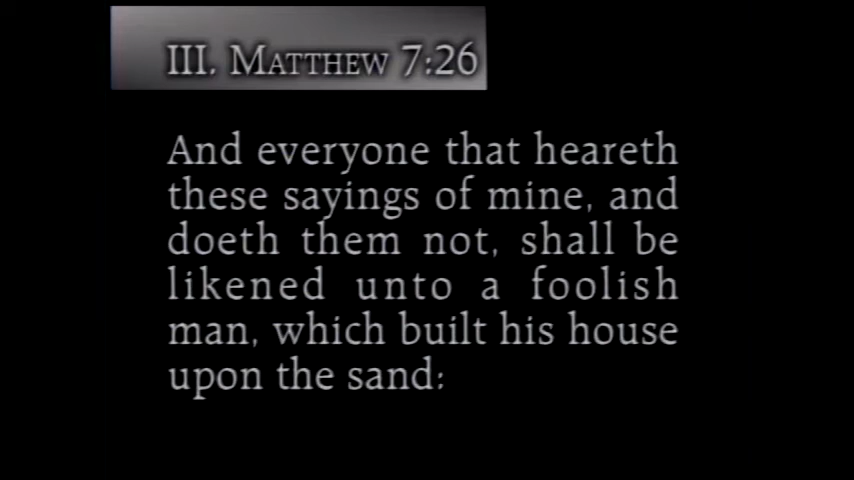 III. MATTHEW 7:26
And everyone that heareth
these sayings of mine, and
doeth them not, shall be
likened unto a foolish
man, which built his house
upon the sand: